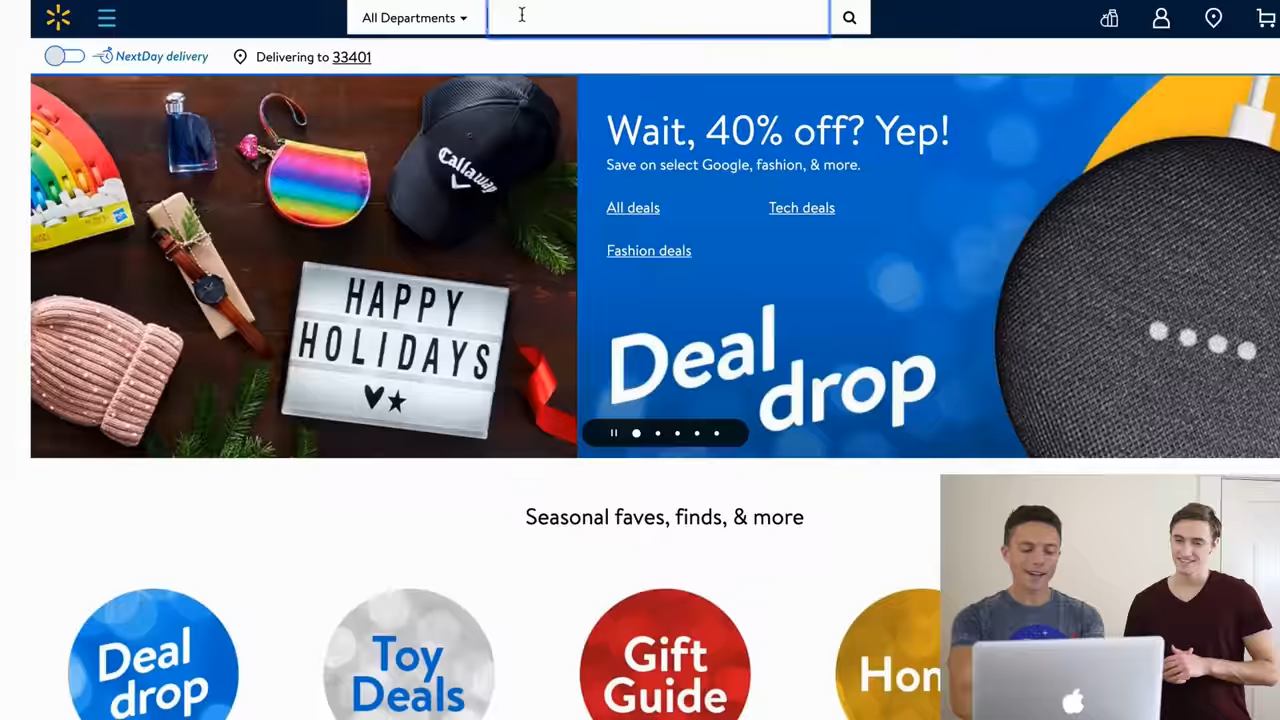 All Departments
NextDay delivery
Delivering to 33401
Callaway
HAPPY
HOLIDAYS
Wait, 40% off? Yep!
Save on select Google, fashion, & more.
All deals
Tech deals
Fashion deals
Deal
drop
Seasonal faves, finds, & more
Deal
drop
Toy
Deals
Gift
Guide
Hom